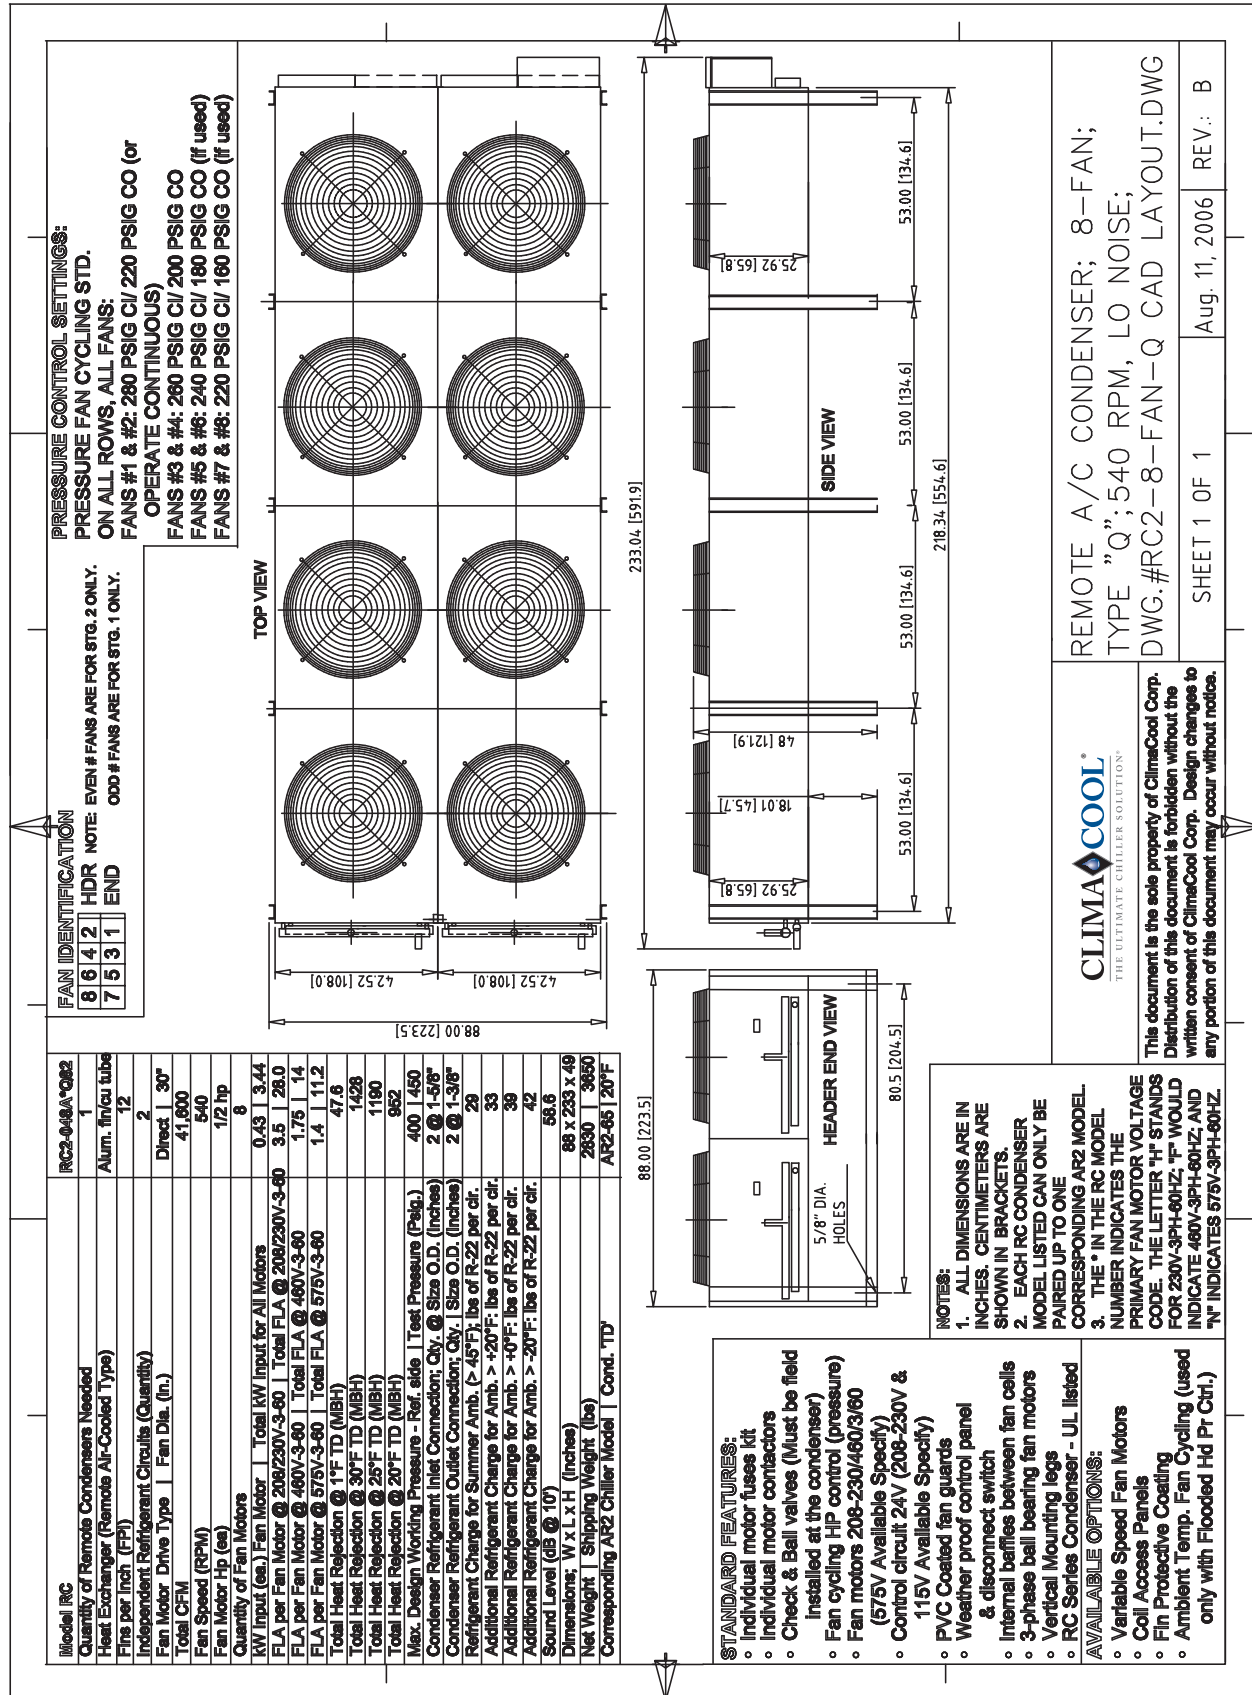 Model RC RC2-048A*Q82
Quantity of Remote Condensers Needed 1
Heat Exchanger (Remote Air-Cooled Type) Alum. fin/cu tube
Fins per Inch (FPI) 12
Independent Refrigerant Circuits (Quantity) 2
Fan Motor Drive Type | Fan Dia. (in.) Direct | 30"
Total CFM 41,600
Fan Speed (RPM) 540
Fan Motor Hp (ea) 1/2 hp
Quantity of Fan Motors 8
kW Input (ea.) Fan Motor | Total kW Input for All Motors 0.43 | 3.44
FLA per Fan Motor @ 208/230V-3-60 | Total FLA @ 208/230V-3-60 3.5 | 28.0
FLA per Fan Motor @ 460V-3-60 | Total FLA @ 460V-3-60 1.75 | 14
FLA per Fan Motor @ 575V-3-60 | Total FLA @ 575V-3-60 1.4 | 11.2
Total Heat Rejection @ 1°F TD (MBH) 47.6
Total Heat Rejection @ 30°F TD (MBH) 1428
Total Heat Rejection @ 25°F TD (MBH) 1190
Total Heat Rejection @ 20°F TD (MBH) 952
Max. Design Working Pressure - Ref. side | Test Pressure (Psig.) 400 | 450
Condenser Refrigerant Inlet Connection; Qty. @ Size O.D. (inches) 2 @ 1-5/8"
Condenser Refrigerant Outlet Connection; Qty. | Size O.D. (inches) 2 @ 1-3/8"
Refrigerant Charge for Summer Amb. (> 45°F); lbs of R-22 per cir. 29
Additional Refrigerant Charge for Amb. > +20°F: lbs of R-22 per cir. 33
Additional Refrigerant Charge for Amb. > +0°F: lbs of R-22 per cir. 39
Additional Refrigerant Charge for Amb. > -20°F: lbs of R-22 per cir. 42
Sound Level (dB @ 10') 58.6
Dimensions; W x L x H (inches) 88 x 233 x 49
Net Weight | Shipping Weight (lbs) 2630 | 3650
Corresponding AR2 Chiller Model | Cond. 'TD' AR2-65 | 20°F
FAN IDENTIFICATION
8 6 4 2 HDR
7 5 3 1 END
NOTE: EVEN # FANS ARE FOR STG. 2 ONLY.
ODD # FANS ARE FOR STG. 1 ONLY.
PRESSURE CONTROL SETTINGS:
PRESSURE FAN CYCLING STD.
ON ALL ROWS, ALL FANS:
FANS #1 & #2: 280 PSIG CI/ 220 PSIG CO (or
OPERATE CONTINUOUS)
FANS #3 & #4: 260 PSIG CI/ 200 PSIG CO
FANS #5 & #6: 240 PSIG CI/ 180 PSIG CO (if used)
FANS #7 & #8: 220 PSIG CI/ 160 PSIG CO (if used)
TOP VIEW
42.52 [108.0]
42.52 [108.0]
88.00 [223.5]
233.04 [591.9]
25.92 [65.8]
18.01 [45.7]
48 [121.9]
25.92 [65.8]
SIDE VIEW
53.00 [134.6]
53.00 [134.6]
53.00 [134.6]
53.00 [134.6]
218.34 [554.6]
88.00 [223.5]
5/8" DIA.
HOLES
HEADER END VIEW
80.5 [204.5]
STANDARD FEATURES:
° Individual motor fuses kit
° Individual motor contactors
° Check & Ball valves (Must be field
installed at the condenser)
° Fan cycling HP control (pressure)
° Fan motors 208-230/460/3/60
(575V Available Specify)
° Control circuit 24V (208-230V &
115V Available Specify)
° PVC Coated fan guards
° Weather proof control panel
& disconnect switch
° Internal baffles between fan cells
° 3-phase ball bearing fan motors
° Vertical Mounting legs
° RC Series Condenser - UL listed
AVAILABLE OPTIONS:
° Variable Speed Fan Motors
° Coil Access Panels
° Fin Protective Coating
° Ambient Temp. Fan Cycling (used
only with Flooded Hd Pr Ctrl.)
NOTES:
1. ALL DIMENSIONS ARE IN
INCHES. CENTIMETERS ARE
SHOWN IN BRACKETS.
2. EACH RC CONDENSER
MODEL LISTED CAN ONLY BE
PAIRED UP TO ONE
CORRESPONDING AR2 MODEL.
3. THE * IN THE RC MODEL
NUMBER INDICATES THE
PRIMARY FAN MOTOR VOLTAGE
CODE. THE LETTER "H" STANDS
FOR 230V-3PH-60HZ; "F" WOULD
INDICATE 460V-3PH-60HZ; AND
"N" INDICATES 575V-3PH-60HZ.
CLIMACOOL
THE ULTIMATE CHILLER SOLUTION
This document is the sole property of ClimaCool Corp.
Distribution of this document is forbidden without the
written consent of ClimaCool Corp. Design changes to
any portion of this document may occur without notice.
REMOTE A/C CONDENSER; 8-FAN;
TYPE "Q";540 RPM, LO NOISE;
DWG.#RC2-8-FAN-Q CAD LAYOUT.DWG
SHEET 1 OF 1 Aug. 11, 2006 REV.: B